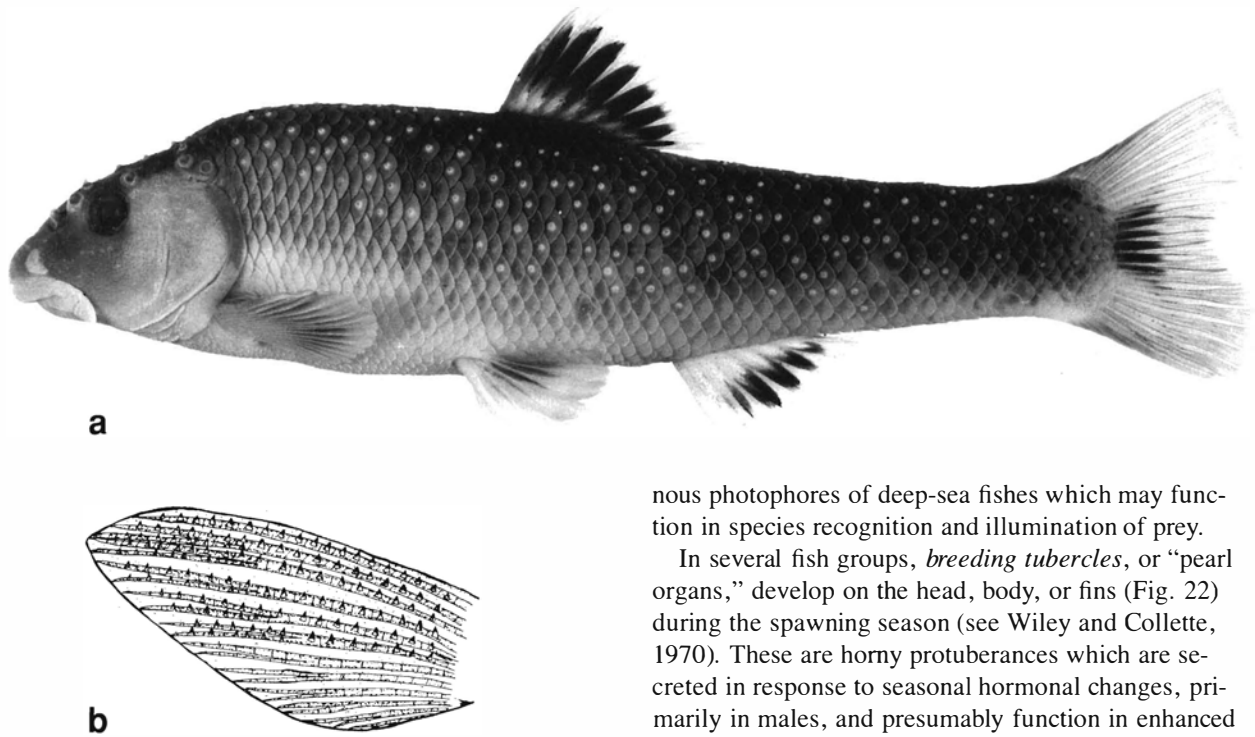 a
b
nous photophores of deep-sea fishes which may func-
tion in species recognition and illumination of prey.
In several fish groups, breeding tubercles, or “pearl
organs,” develop on the head, body, or fins (Fig. 22)
during the spawning season (see Wiley and Collette,
1970). These are horny protuberances which are se-
creted in response to seasonal hormonal changes, pri-
marily in males, and presumably function in enhanced